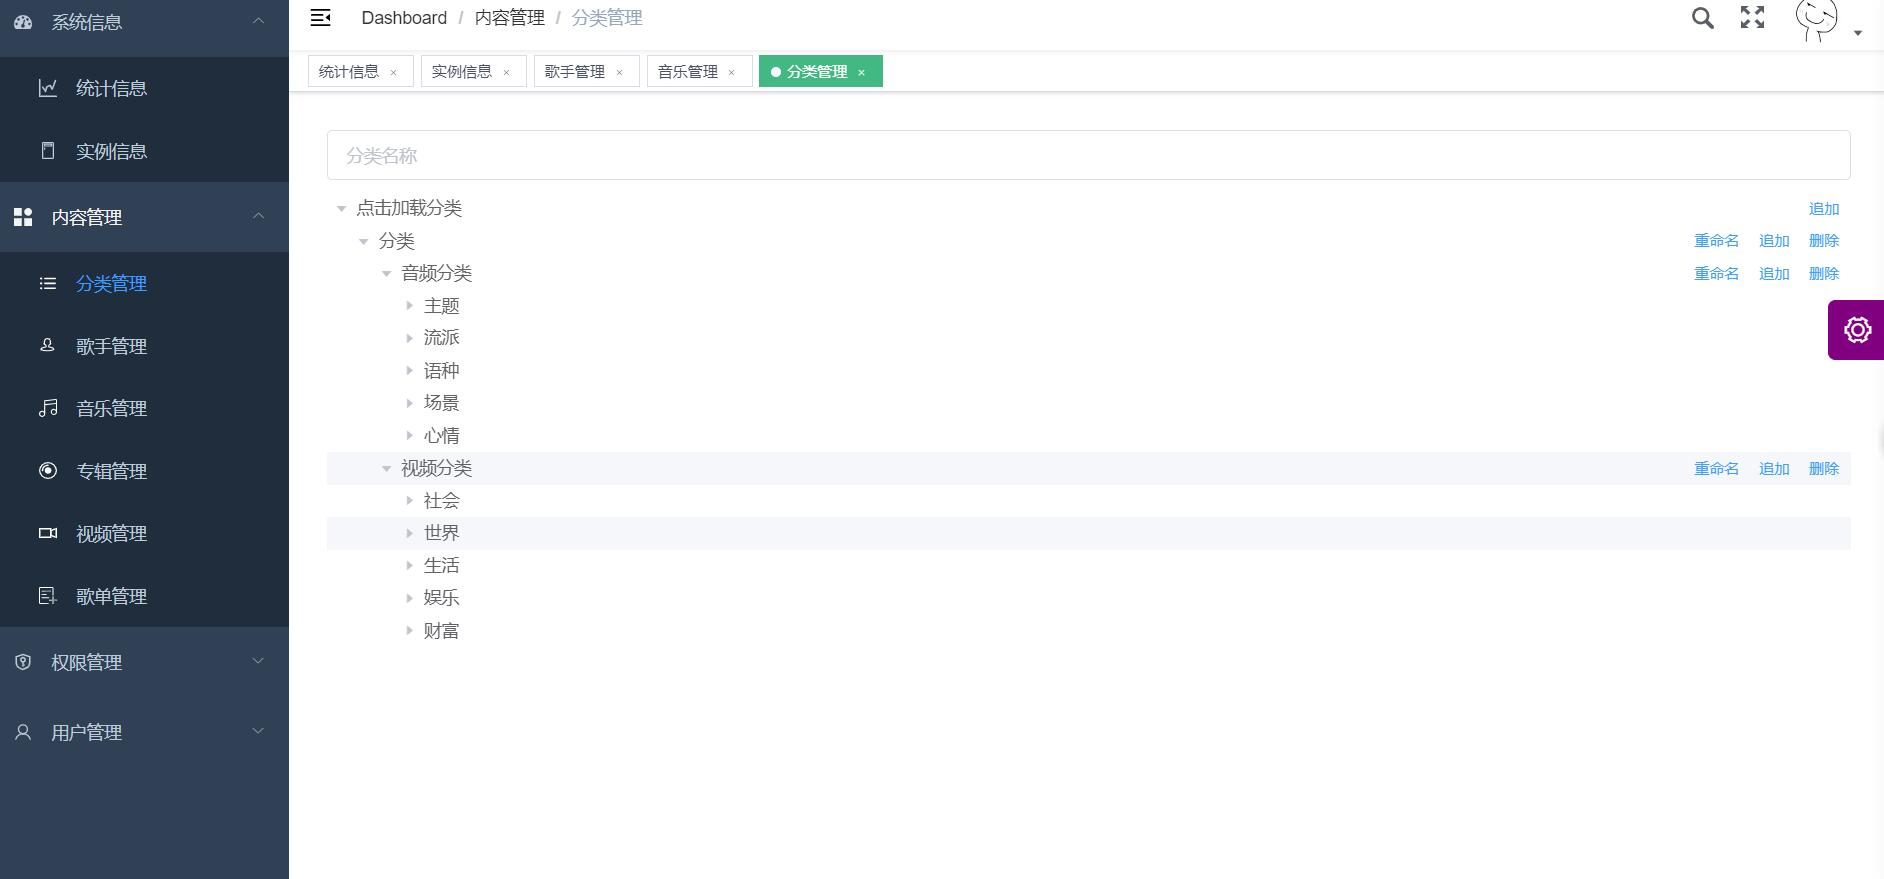 系统信息
统计信息
实例信息
内容管理
分类管理
歌手管理
音乐管理
专辑管理
视频管理
歌单管理
权限管理
用户管理
Dashboard / 内容管理 / 分类管理
统计信息 × 实例信息 × 歌手管理 × 音乐管理 × 分类管理 ×
分类名称
点击加载分类 追加
分类 重命名 追加 删除
音频分类 重命名 追加 删除
主题
流派
语种
场景
心情
视频分类 重命名 追加 删除
社会
世界
生活
娱乐
财富